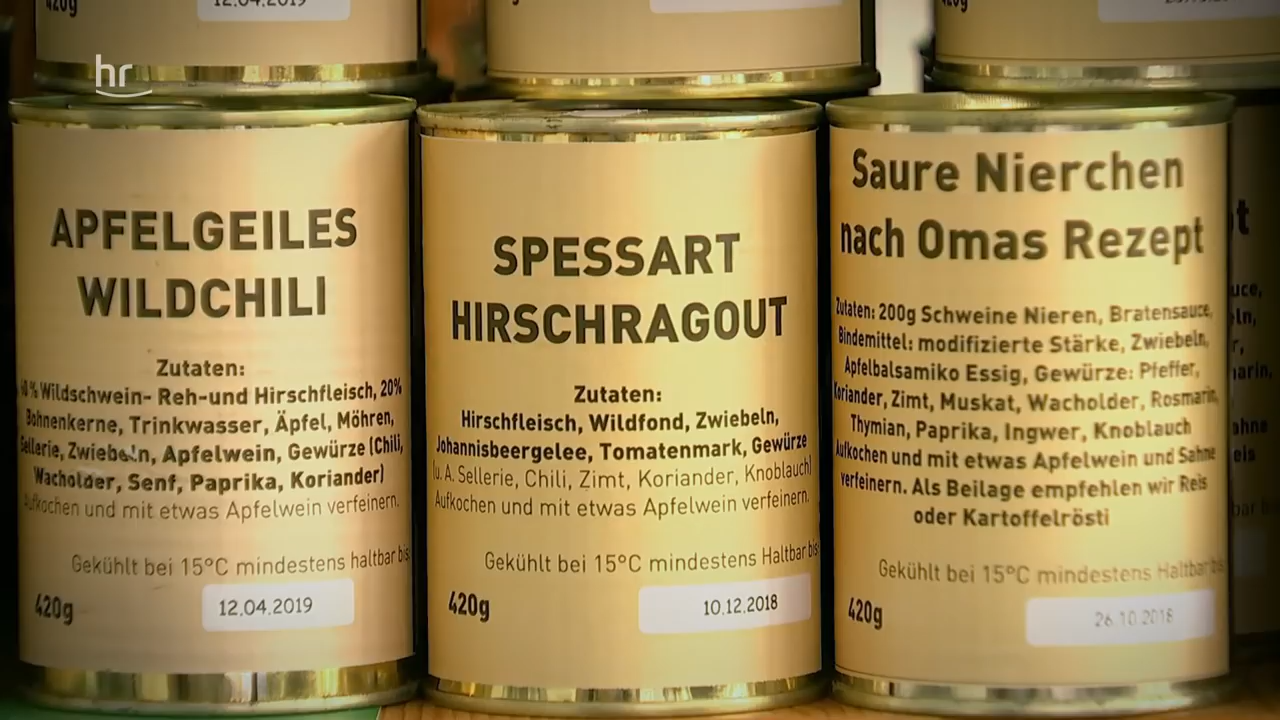 420g
12.04.2019
hr
APFELGEILES
WILDCHILI
Zutaten:
% Wildschwein- Reh-und Hirschfleisch, 20%
Bohnenkerne, Trinkwasser, Äpfel, Möhren,
Sellerie, Zwiebeln, Apfelwein, Gewürze (Chili,
Wacholder, Senf, Paprika, Koriander)
Aufkochen und mit etwas Apfelwein verfeinern.
Gekühlt bei 15°C mindestens haltbar bis:
420g
12.04.2019
SPESSART
HIRSCHRAGOUT
Zutaten:
Hirschfleisch, Wildfond, Zwiebeln,
Johannisbeergelee, Tomatenmark, Gewürze
(u. A. Sellerie, Chili, Zimt, Koriander, Knoblauch)
Aufkochen und mit etwas Apfelwein verfeinern.
Gekühlt bei 15°C mindestens Haltbar bis
420g
10.12.2018
Saure Nierchen
nach Omas Rezept
Zutaten: 200g Schweine Nieren, Bratensauce,
Bindemittel: modifizierte Stärke, Zwiebeln,
Apfelbalsamiko Essig, Gewürze: Pfeffer,
Koriander, Zimt, Muskat, Wacholder, Rosmarin,
Thymian, Paprika, Ingwer, Knoblauch
Aufkochen und mit etwas Apfelwein und Sahne
verfeinern. Als Beilage empfehlen wir Reis
oder Kartoffelrösti
Gekühlt bei 15°C mindestens Haltbar bis
420g
26.10.2018